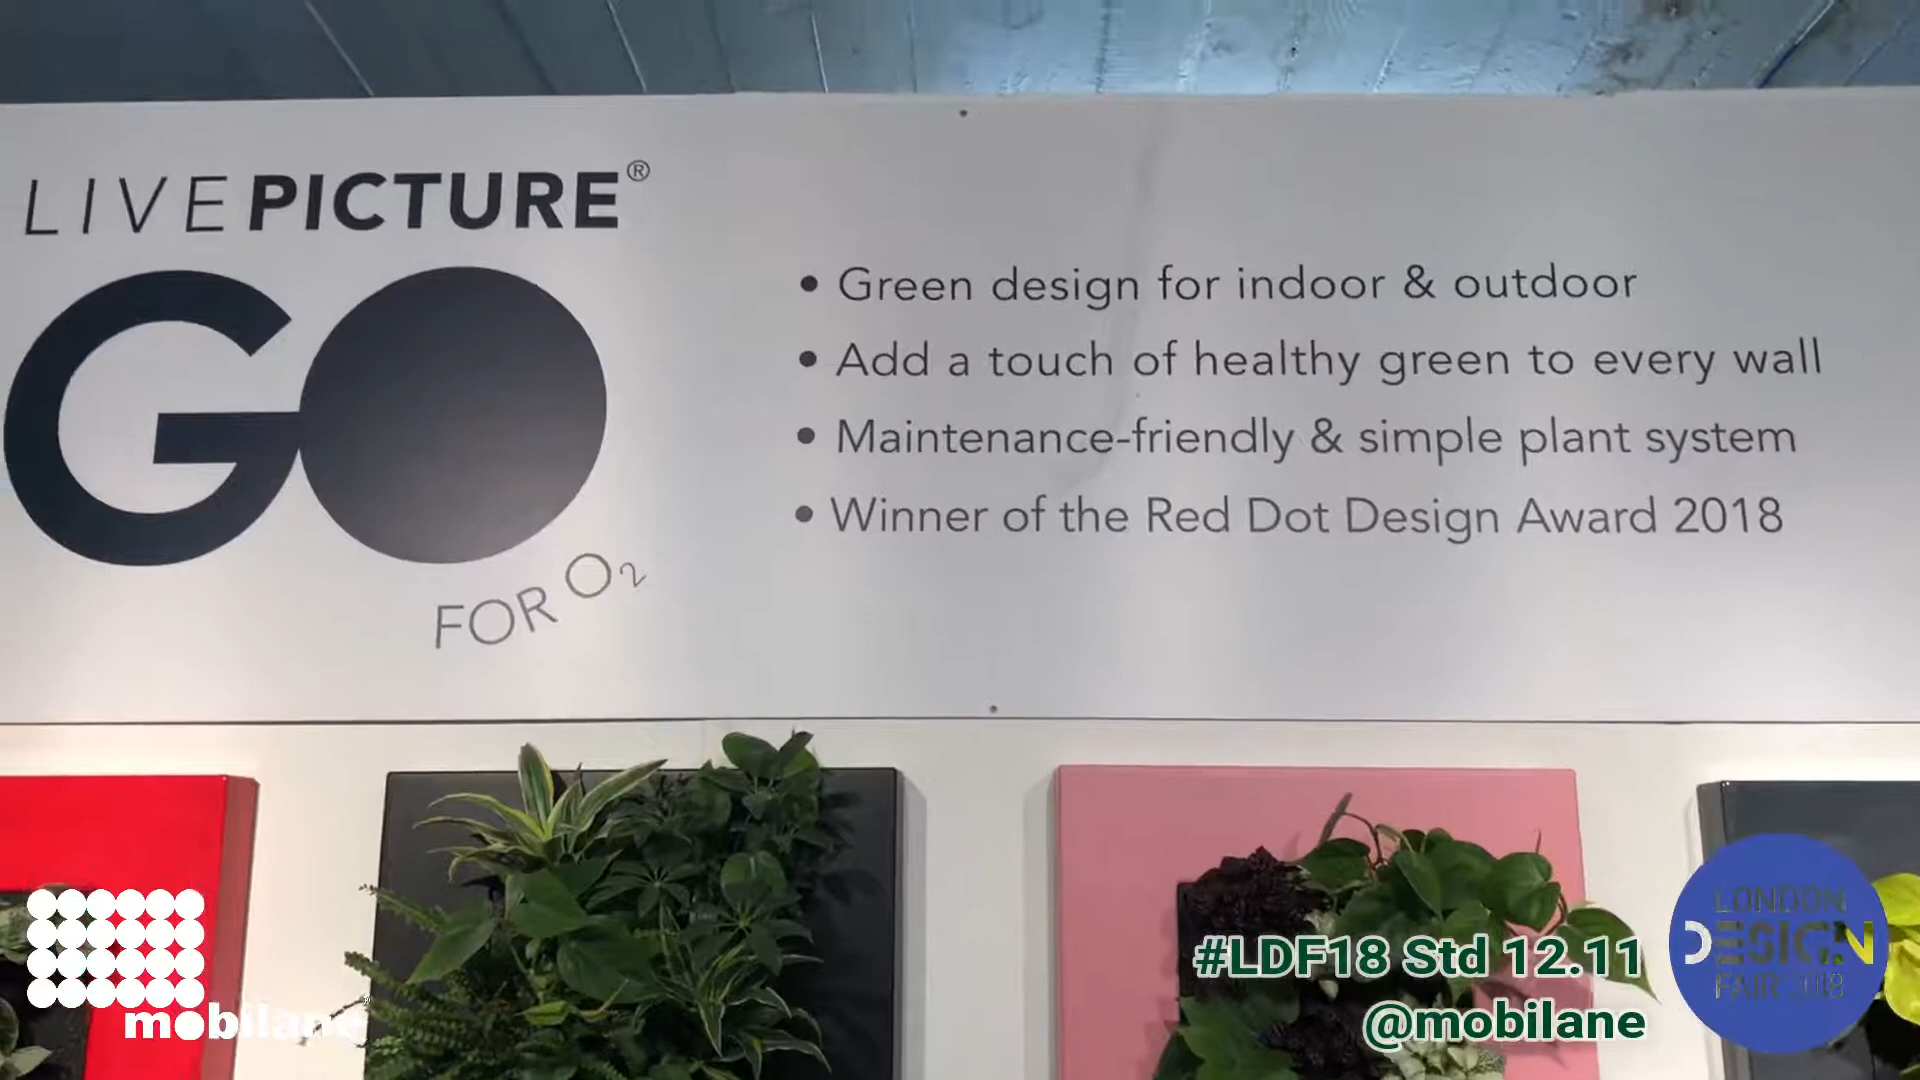 LIVEPICTURE®
GO
FOR O₂
• Green design for indoor & outdoor
• Add a touch of healthy green to every wall
• Maintenance-friendly & simple plant system
• Winner of the Red Dot Design Award 2018
mobilane
#LDF18 Std 12.11
@mobilane
LONDON
DESIGN
FAIR 2018